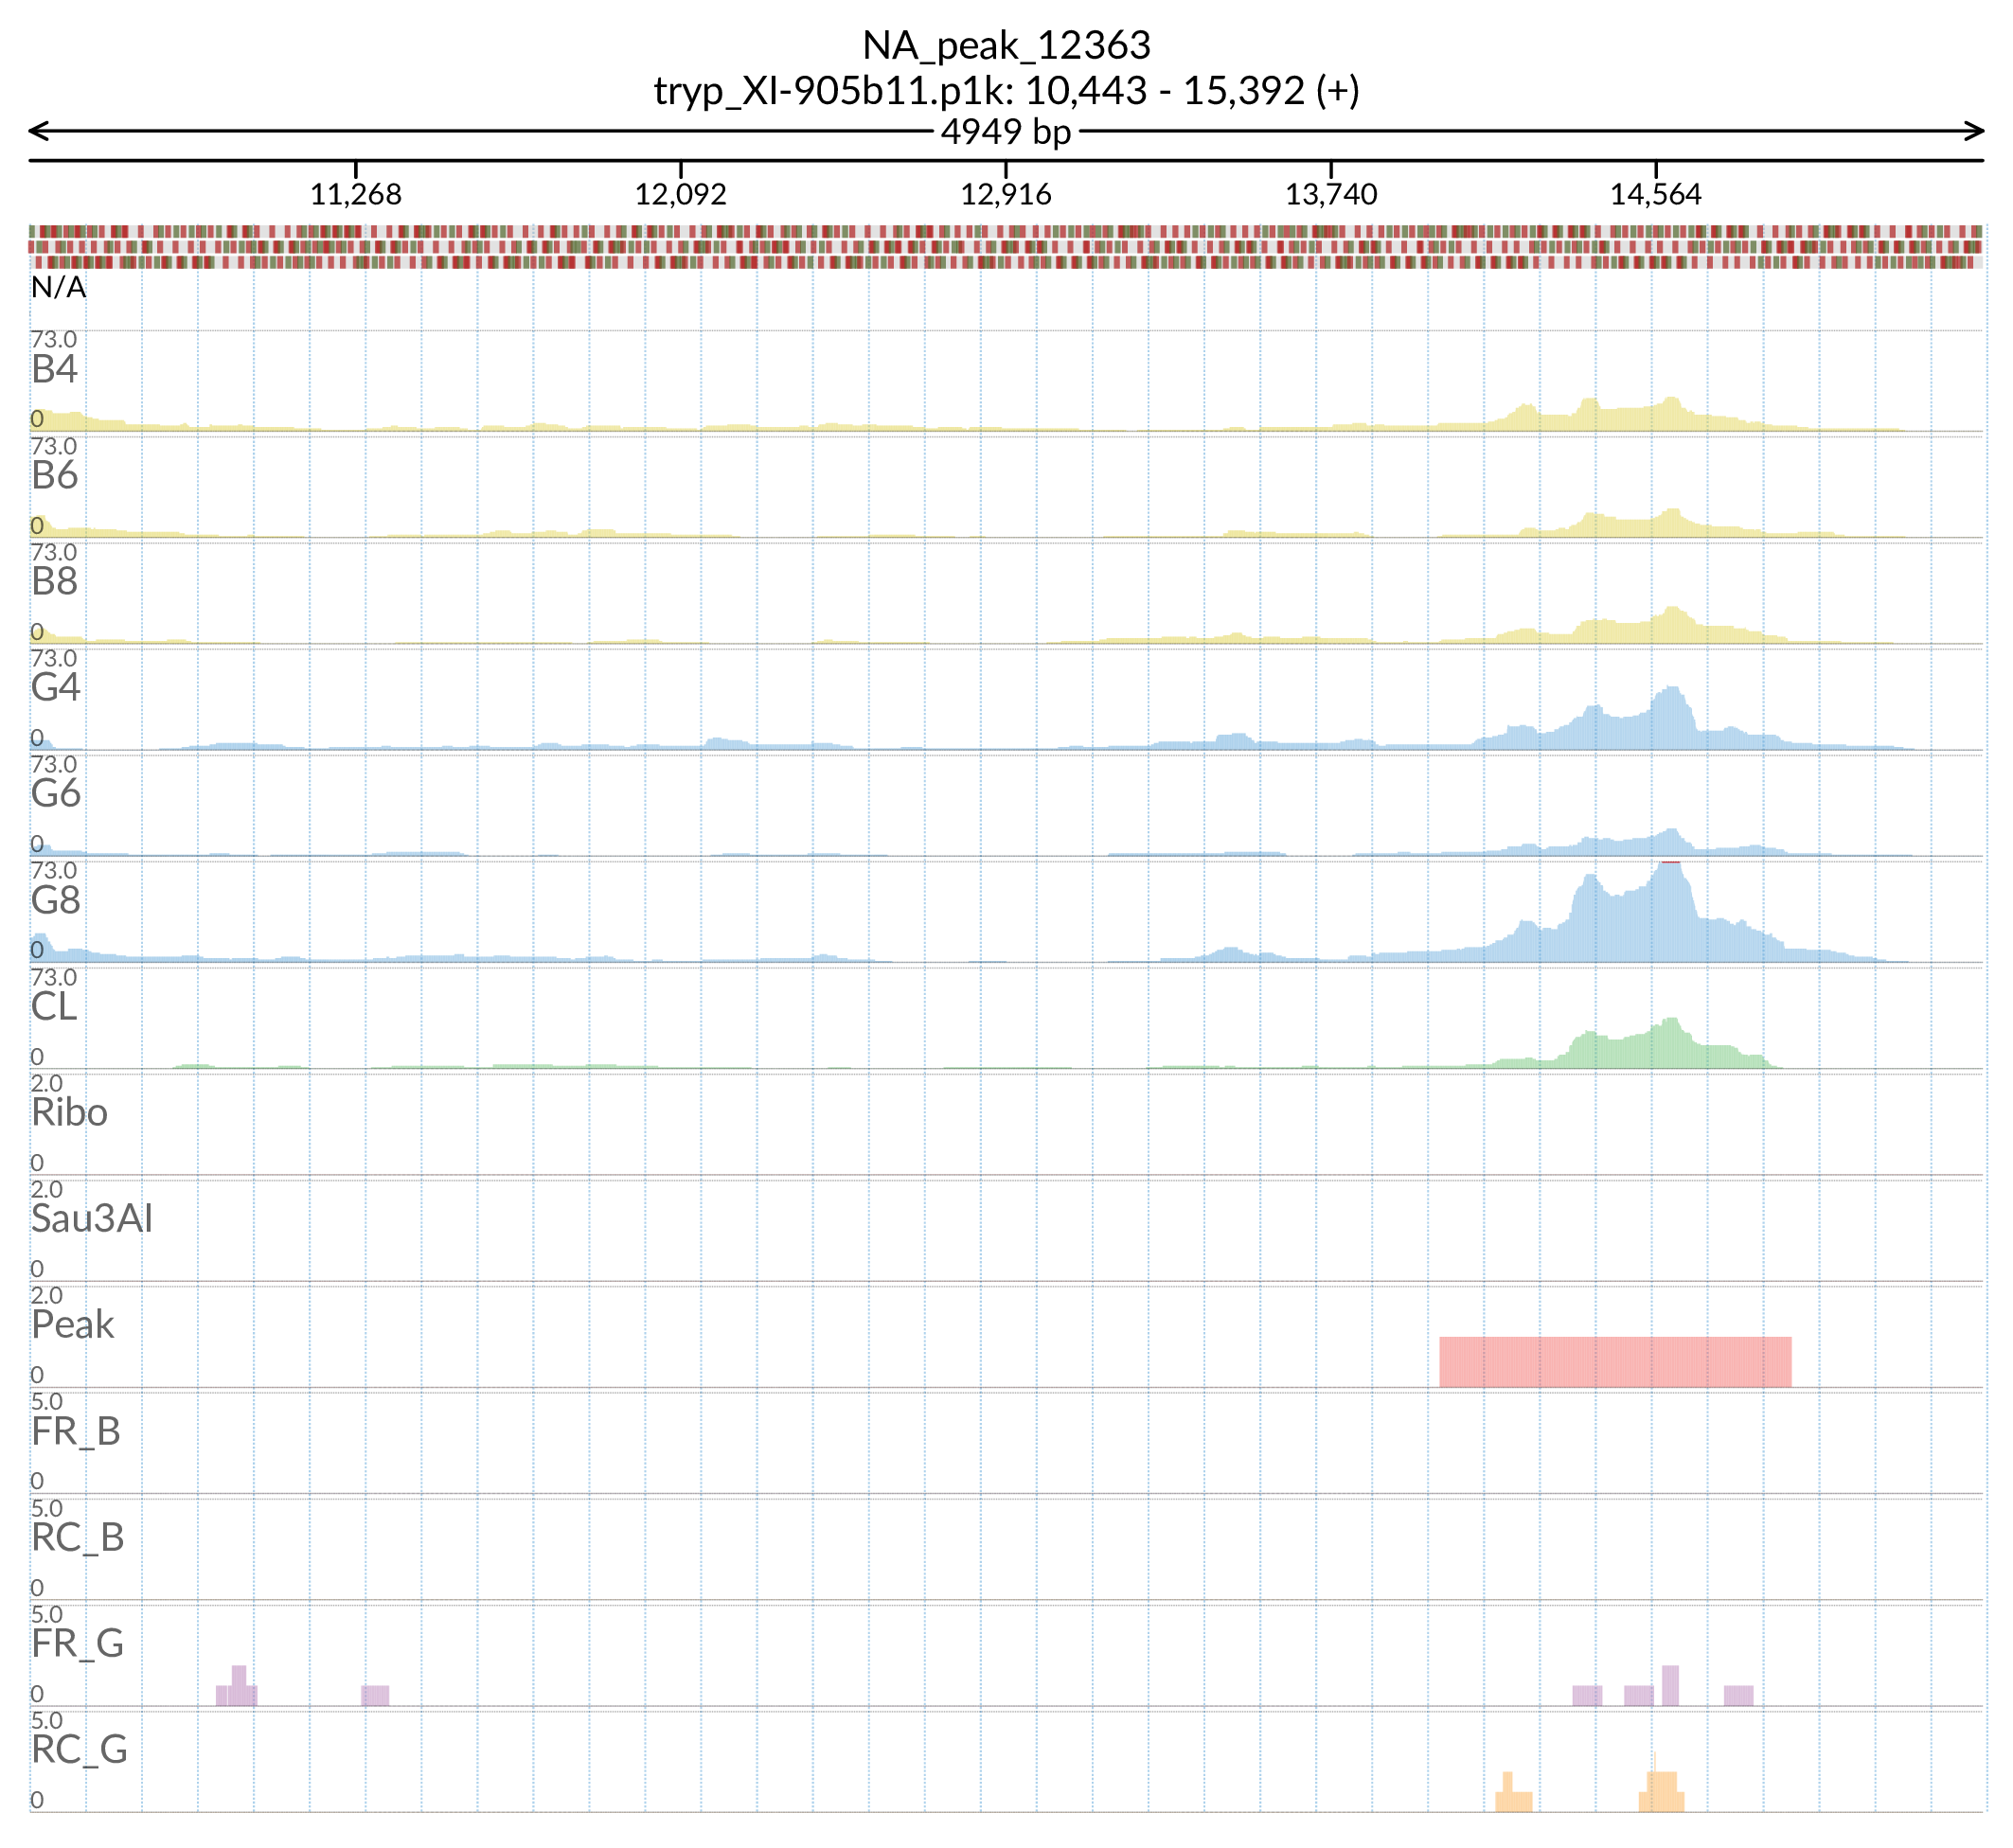 NA_peak_12363
tryp_XI-905b11.p1k: 10,443 - 15,392 (+)
4949 bp
11,268 12,092 12,916 13,740 14,564
N/A
73.0
B4
0
73.0
B6
0
73.0
B8
0
73.0
G4
0
73.0
G6
0
73.0
G8
0
73.0
CL
0
2.0
Ribo
0
2.0
Sau3AI
0
2.0
Peak
0
5.0
FR_B
0
5.0
RC_B
0
5.0
FR_G
0
5.0
RC_G
0